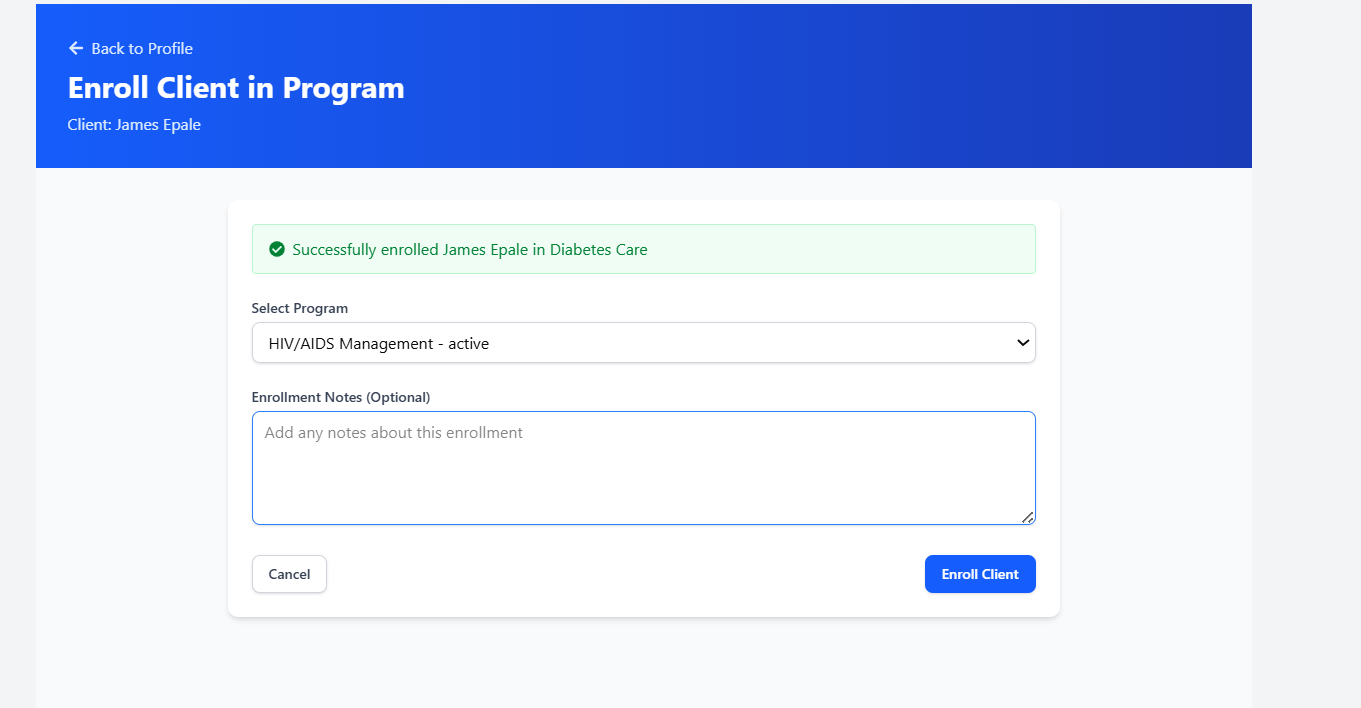 Back to Profile
Enroll Client in Program
Client: James Epale
Successfully enrolled James Epale in Diabetes Care
Select Program
HIV/AIDS Management - active
Enrollment Notes (Optional)
Add any notes about this enrollment
Cancel
Enroll Client